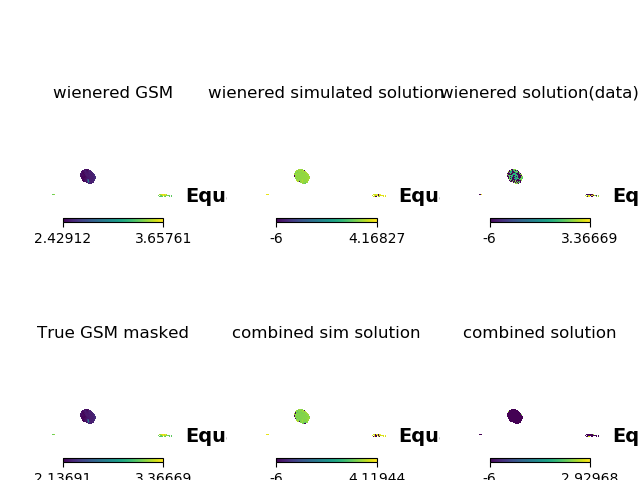 wienered GSM wienered simulated solution wienered solution(data)
Equ Equ Eq
2.42912 3.65761 -6 4.16827 -6 3.36669
True GSM masked combined sim solution combined solution
Equ Equ Eq
2.13691 3.36669 -6 4.11944 -6 2.92968